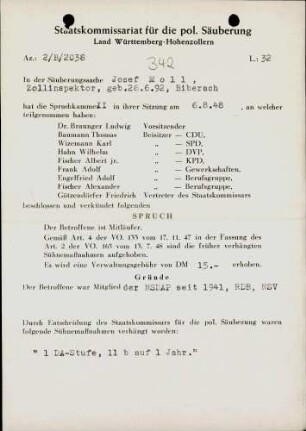 Staatskommissariat für die pol. Säuberung
Land Württemberg-Hohenzollern
Az.: 2/B/2038
L: 32
342
In der Säuberungssache Josef Moll,
Zollinspektor, geb.26.6.92, Biberach
hat die Spruchkammer II in ihrer Sitzung am 6.8.48 , an welcher
teilgenommen haben:
Dr. Braunger Ludwig Vorsitzender
Baumann Thomas Beisitzer — CDU,
Wizemann Karl „ — SPD,
Hahn Wilhelm „ — DVP,
Fischer Albert jr. „ — KPD,
Frank Adolf „ — Gewerkschaften,
Engelfried Adolf „ — Berufsgruppe,
Fischer Alexander „ — Berufsgruppe,
Götzendörfer Friedrich Vertreter des Staatskommissars
beschlossen und verkündet folgenden
SPRUCH
Der Betroffene ist Mitläufer.
Gemäß Art. 4 der VO. 133 vom 17. 11. 47 in der Fassung des
Art. 2 der VO. 165 vom 13. 7. 48 sind die früher verhängten
Sühnemaßnahmen aufgehoben.
Es wird eine Verwaltungsgebühr von DM 15.- erhoben.
Gründe
Der Betroffene war Mitglied der NSDAP seit 1941, RDB, NSV
Durch Entscheidung des Staatskommissars für die pol. Säuberung waren
folgende Sühnemaßnahmen verhängt worden:
" 1 DA-Stufe, 11 b auf 1 Jahr."